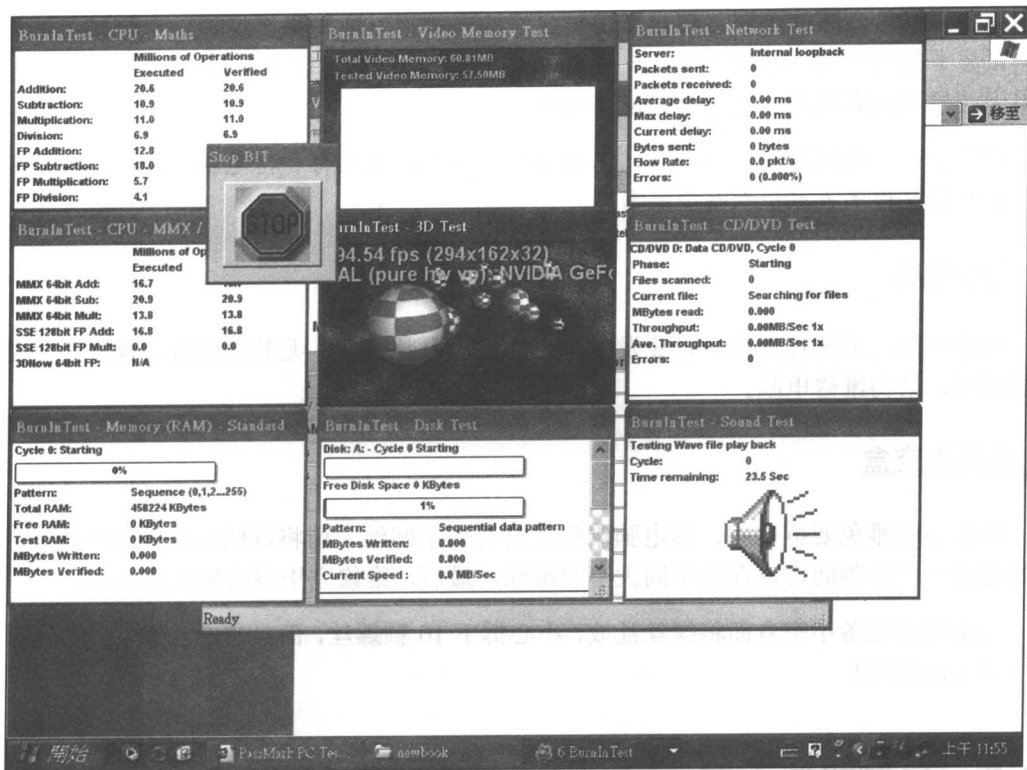 BurnInTest - CPU - Maths
Millions of Operations
Executed Verified
Addition: 20.6 20.6
Subtraction: 10.9 10.9
Multiplication: 11.0 11.0
Division: 6.9 6.9
FP Addition: 12.8
FP Subtraction: 18.0
FP Multiplication: 5.7
FP Division: 4.1
BurnInTest - Video Memory Test
Total Video Memory: 60.81MB
Tested Video Memory: 57.50MB
BurnInTest - Network Test
Server: Internal loopback
Packets sent: 0
Packets received: 0
Average delay: 0.00 ms
Max delay: 0.00 ms
Current delay: 0.00 ms
Bytes sent: 0 bytes
Flow Rate: 0.0 pkt/s
Errors: 0 (0.000%)
移至
Stop BIT
STOP
BurnInTest - CPU - MMX /
Millions of Op
Executed
MMX 64bit Add: 16.7
MMX 64bit Sub: 20.9 20.9
MMX 64bit Mult: 13.8 13.8
SSE 128bit FP Add: 16.8 16.8
SSE 128bit FP Mult: 0.0 0.0
3DNow 64bit FP: N/A
urnInTest - 3D Test
94.54 fps (294x162x32)
AL (pure hw vp): NVIDIA GeFo
BurnInTest - CD/DVD Test
CD/DVD D: Data CD/DVD, Cycle 0
Phase: Starting
Files scanned: 0
Current file: Searching for files
MBytes read: 0.000
Throughput: 0.00MB/Sec 1x
Ave. Throughput: 0.00MB/Sec 1x
Errors: 0
BurnInTest - Memory (RAM) - Standard
Cycle 0: Starting
0%
Pattern: Sequence (0,1,2...255)
Total RAM: 458224 KBytes
Free RAM: 0 KBytes
Test RAM: 0 KBytes
MBytes Written: 0.000
MBytes Verified: 0.000
BurnInTest - Disk Test
Disk: A: - Cycle 0 Starting
Free Disk Space 0 KBytes
1%
Pattern: Sequential data pattern
MBytes Written: 0.000
MBytes Verified: 0.000
Current Speed : 0.0 MB/Sec
BurnInTest - Sound Test
Testing Wave file play back
Cycle: 0
Time remaining: 23.5 Sec
Ready
開始
PassMark PC Tes...
newbook
6 BurnInTest
上午 11:55